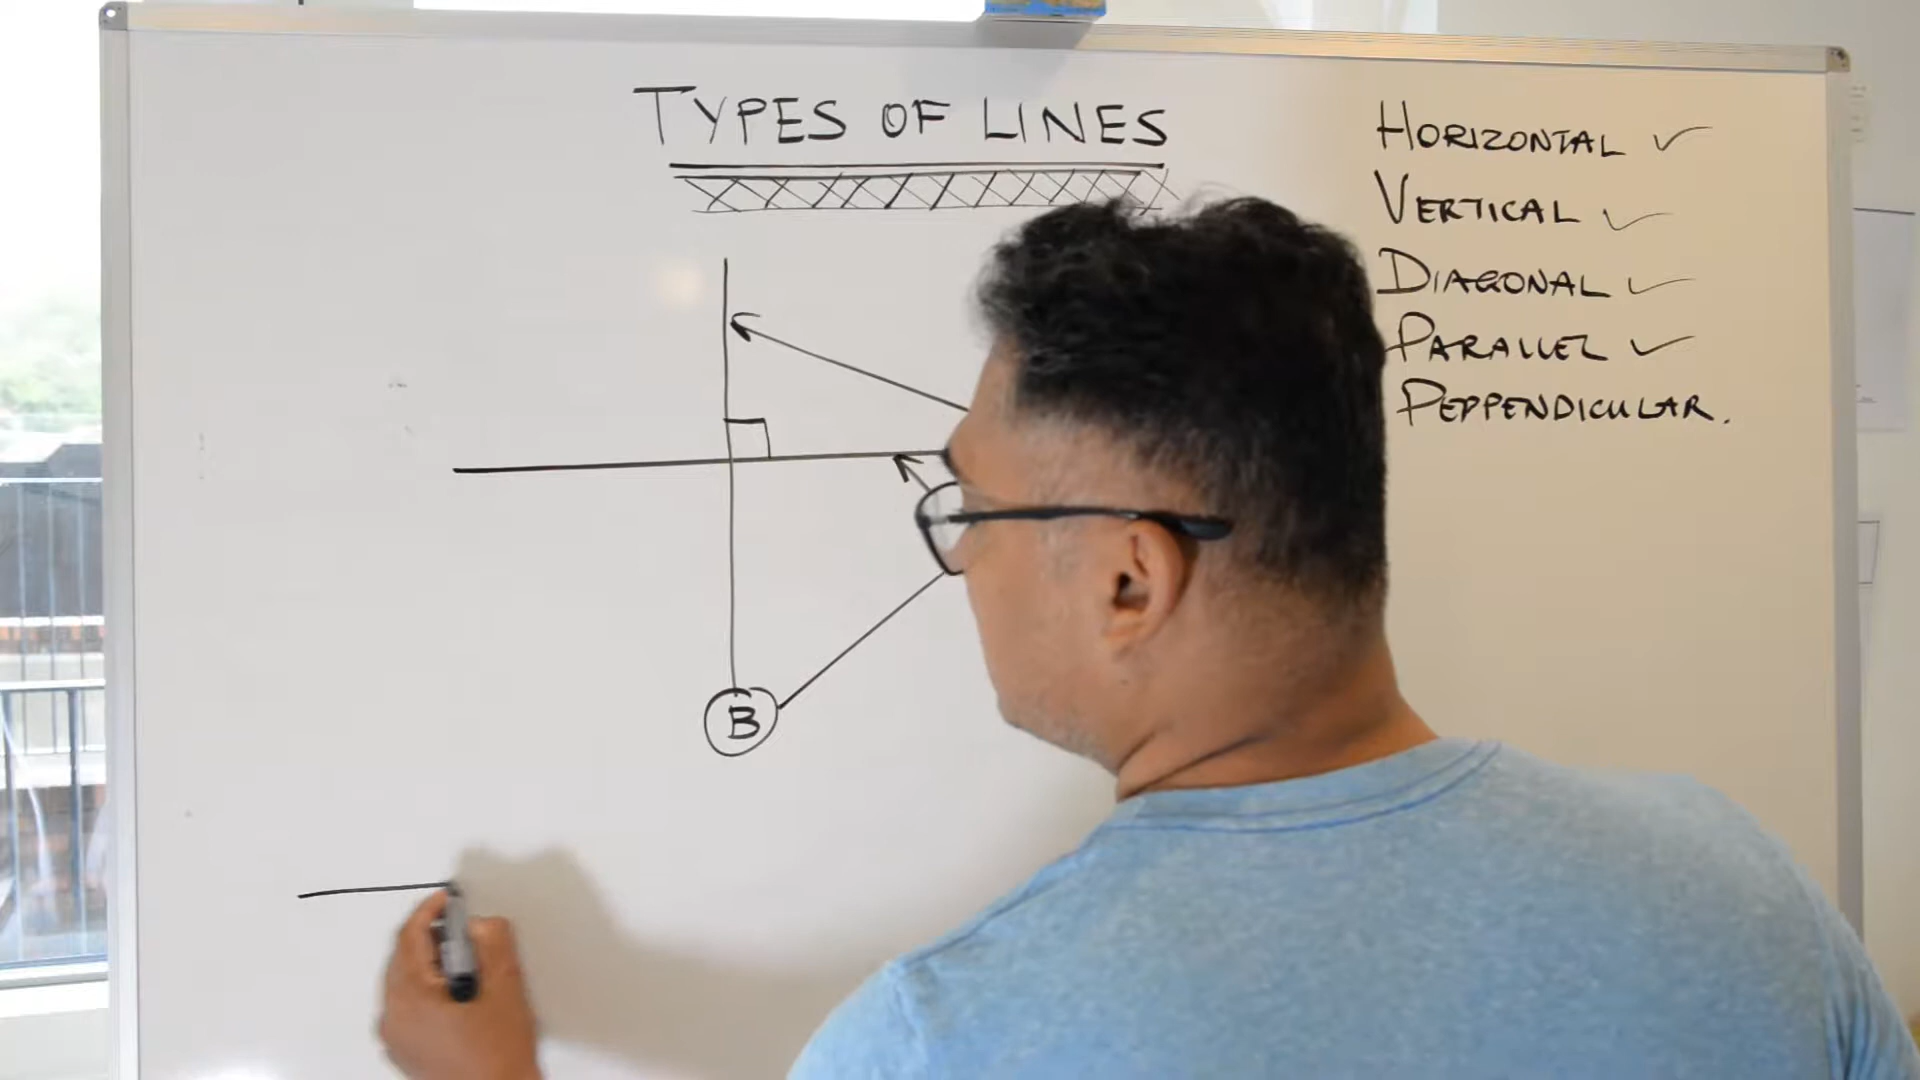 TYPES OF LINES
HORIZONTAL ✓
VERTICAL ✓
DIAGONAL ✓
PARALLEL ✓
PEPPENDICULAR.
B